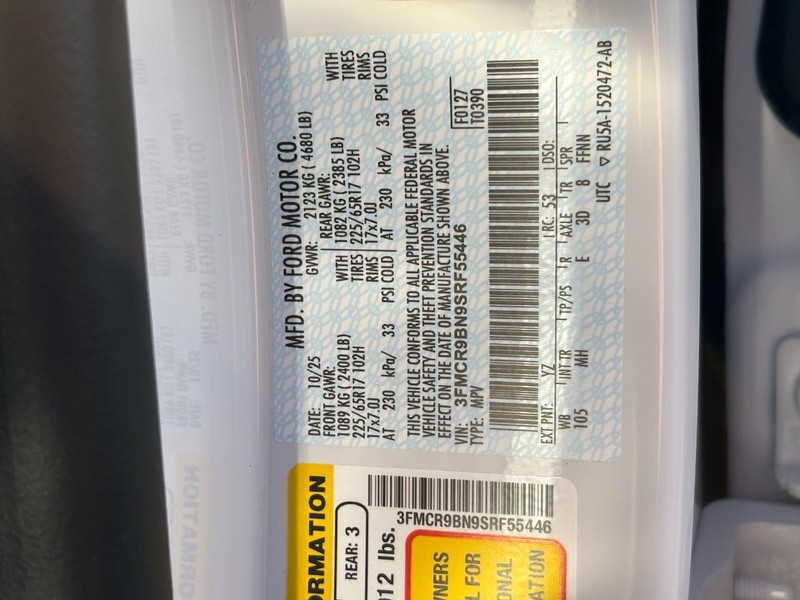 MFD. BY FORD MOTOR CO.
DATE: 10/25 GVWR: 2123 KG ( 4680 LB)
FRONT GAWR: REAR GAWR: WITH
1089 KG ( 2400 LB) WITH 1082 KG ( 2385 LB) TIRES
225/65R17 102H TIRES 225/65R17 102H RIMS
17x7.0J RIMS 17x7.0J
AT 230 kPa/ 33 PSI COLD AT 230 kPa/ 33 PSI COLD
THIS VEHICLE CONFORMS TO ALL APPLICABLE FEDERAL MOTOR
VEHICLE SAFETY AND THEFT PREVENTION STANDARDS IN
EFFECT ON THE DATE OF MANUFACTURE SHOWN ABOVE.
VIN: 3FMCR9BN9SRF55446 F0127
TYPE: MPV T0390
EXT PNT: YZ RC: 53 DSO:
WB INT TR TP/PS R AXLE TR SPR
105 MH E 3D 8 FFNN
UTC ▽ RU5A-1520472-AB
ORMATION
REAR: 3
012 lbs.
3FMCR9BN9SRF55446
WNERS
L FOR
ONAL
ATION